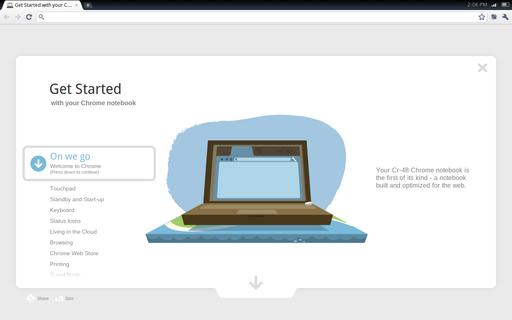 Get Started with your C...
2:06 PM
Get Started
with your Chrome notebook
On we go
Welcome to Chrome
(Press down to continue)
Touchpad
Standby and Start-up
Keyboard
Status Icons
Living in the Cloud
Browsing
Chrome Web Store
Printing
Your Cr-48 Chrome notebook is
the first of its kind - a notebook
built and optimized for the web.
Share